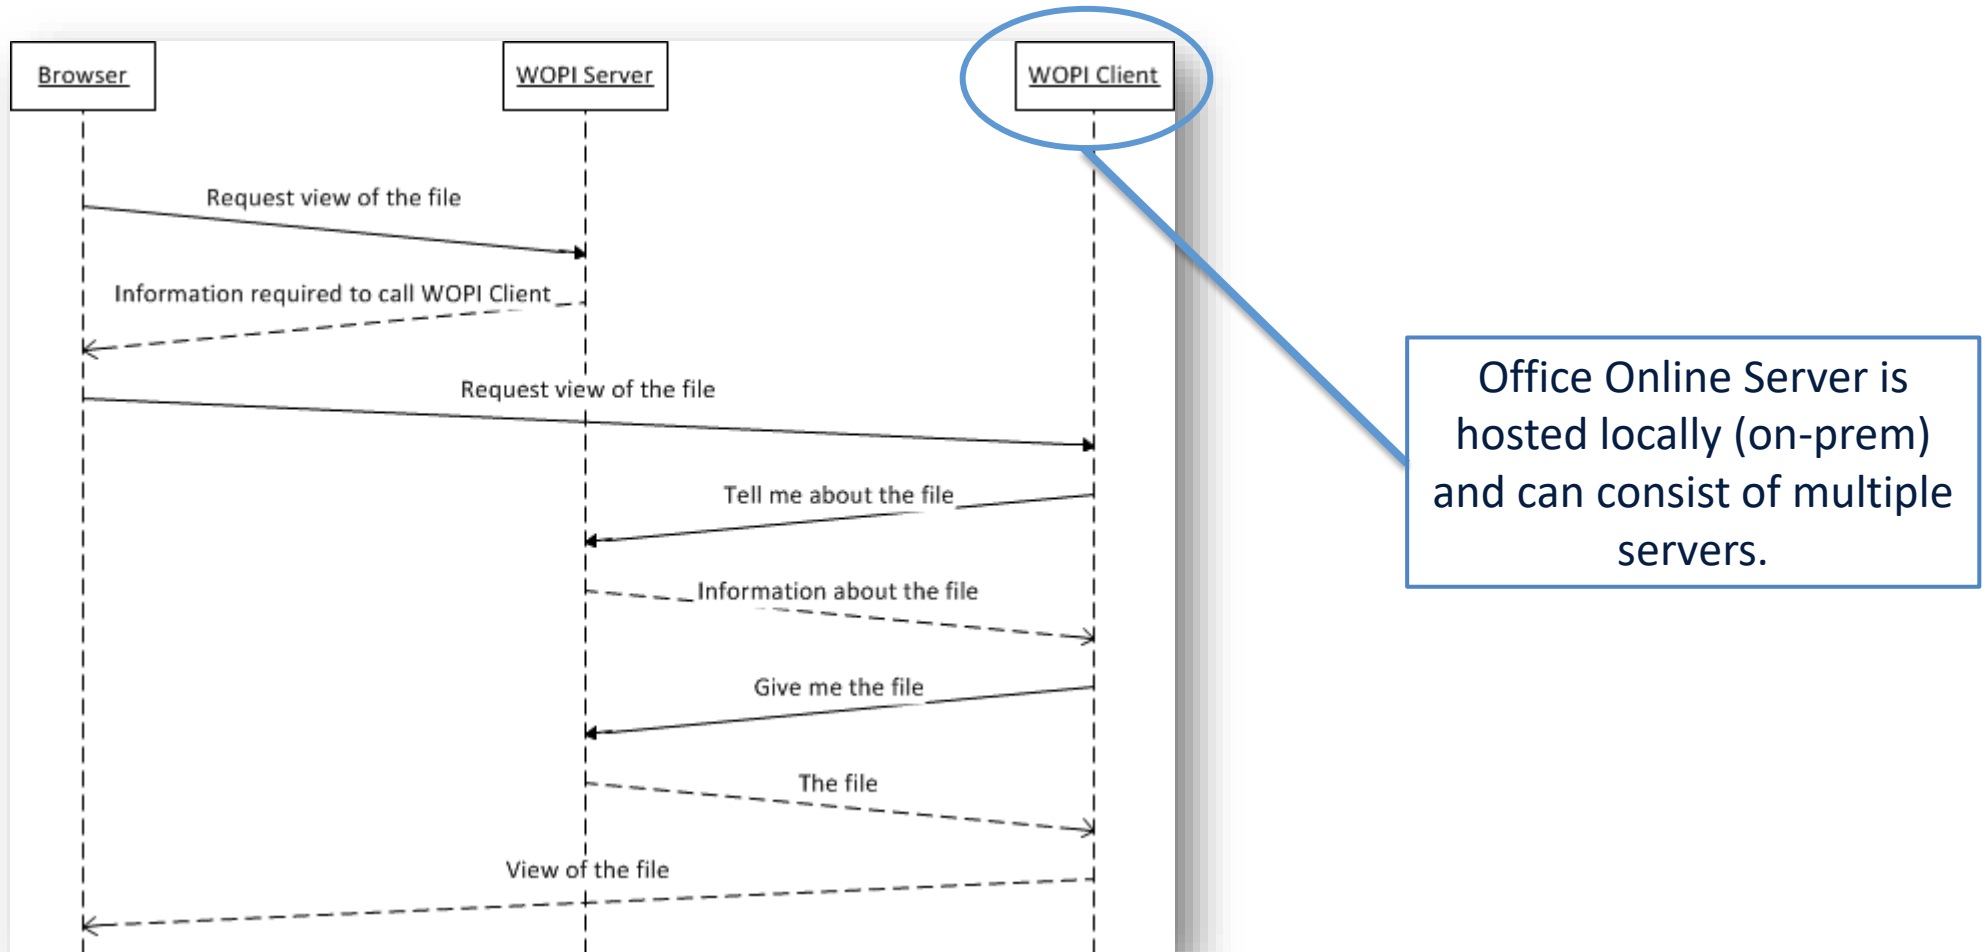 Browser
WOPI Server
WOPI Client
Request view of the file
Information required to call WOPI Client
Request view of the file
Tell me about the file
Information about the file
Give me the file
The file
View of the file
Office Online Server is
hosted locally (on-prem)
and can consist of multiple
servers.